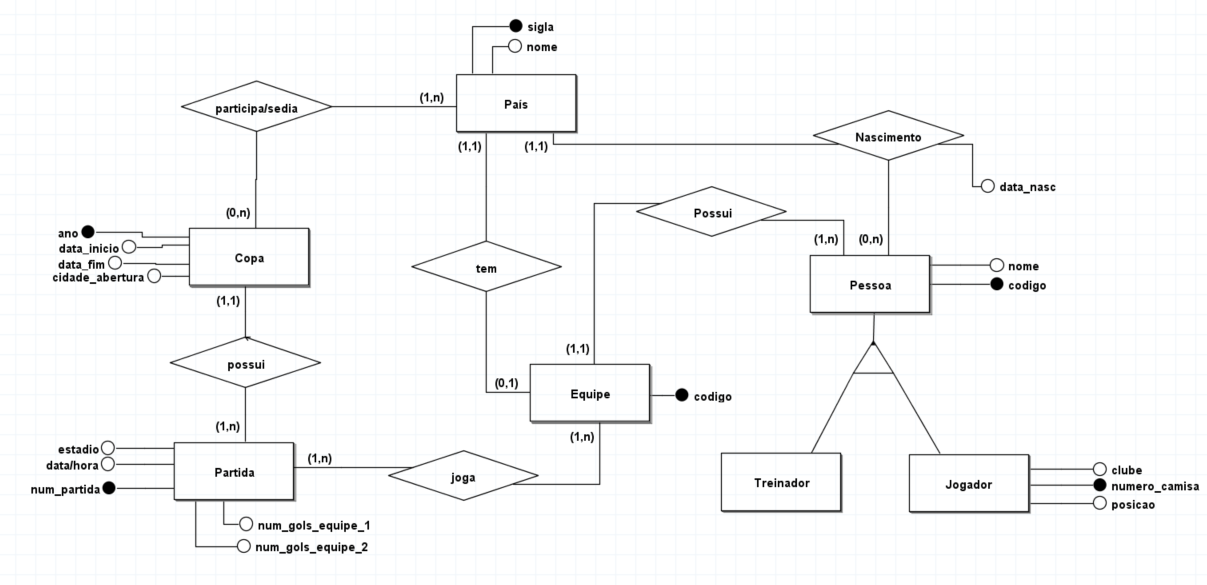 sigla
nome
País
(1,n)
participa/sedia
(1,1)
(1,1)
Nascimento
data_nasc
Possui
(1,n)
(0,n)
(0,n)
ano
data_inicio
data_fim
cidade_abertura
Copa
(1,1)
tem
nome
codigo
Pessoa
possui
(1,1)
(0,1)
Equipe
codigo
(1,n)
(1,n)
estadio
data/hora
num_partida
Partida
(1,n)
joga
num_gols_equipe_1
num_gols_equipe_2
Treinador
Jogador
clube
numero_camisa
posicao